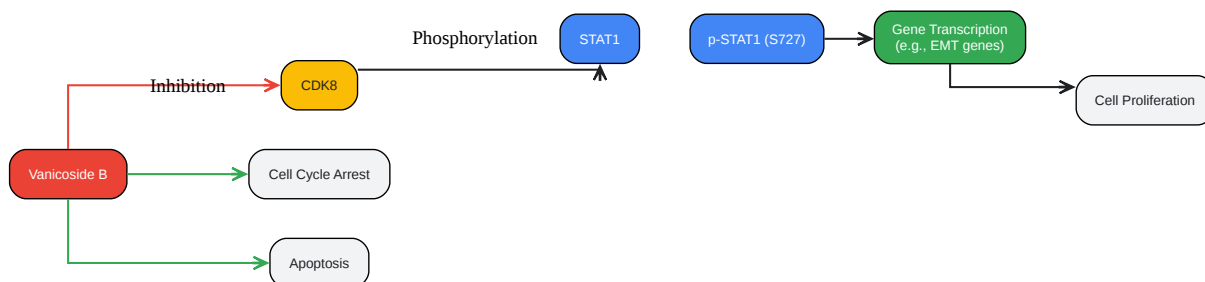 Phosphorylation
STAT1
p-STAT1 (S727)
Gene Transcription
(e.g., EMT genes)
Inhibition
CDK8
Cell Proliferation
Vanicoside B
Cell Cycle Arrest
Apoptosis